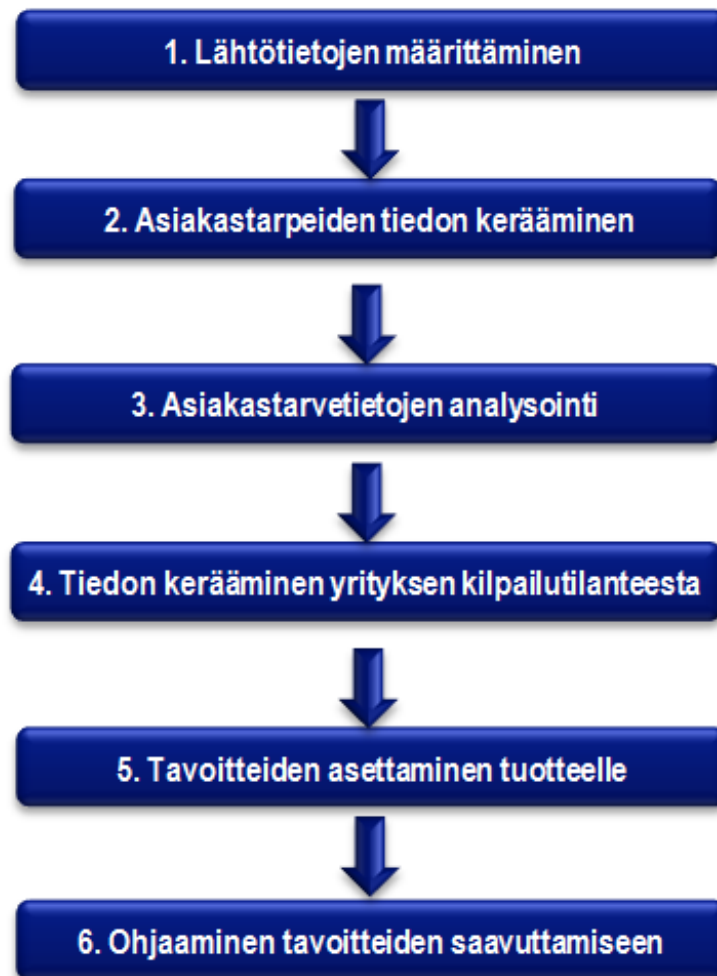 1. Lähtötietojen määrittäminen
2. Asiakastarpeiden tiedon kerääminen
3. Asiakastarvetietojen analysointi
4. Tiedon kerääminen yrityksen kilpailutilanteesta
5. Tavoitteiden asettaminen tuotteelle
6. Ohjaaminen tavoitteiden saavuttamiseen